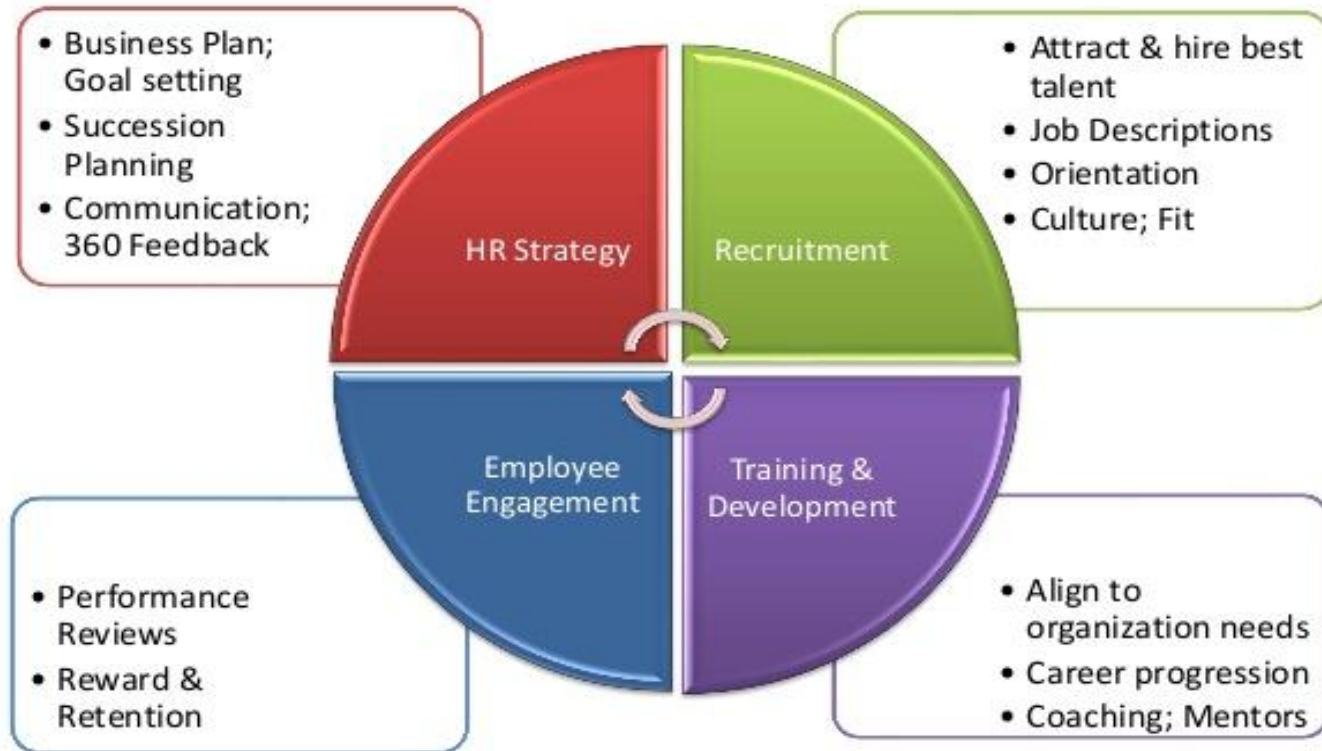 • Business Plan;
Goal setting
• Succession
Planning
• Communication;
360 Feedback
• Attract & hire best
talent
• Job Descriptions
• Orientation
• Culture; Fit
HR Strategy
Recruitment
Employee
Engagement
Training &
Development
• Performance
Reviews
• Reward &
Retention
• Align to
organization needs
• Career progression
• Coaching; Mentors